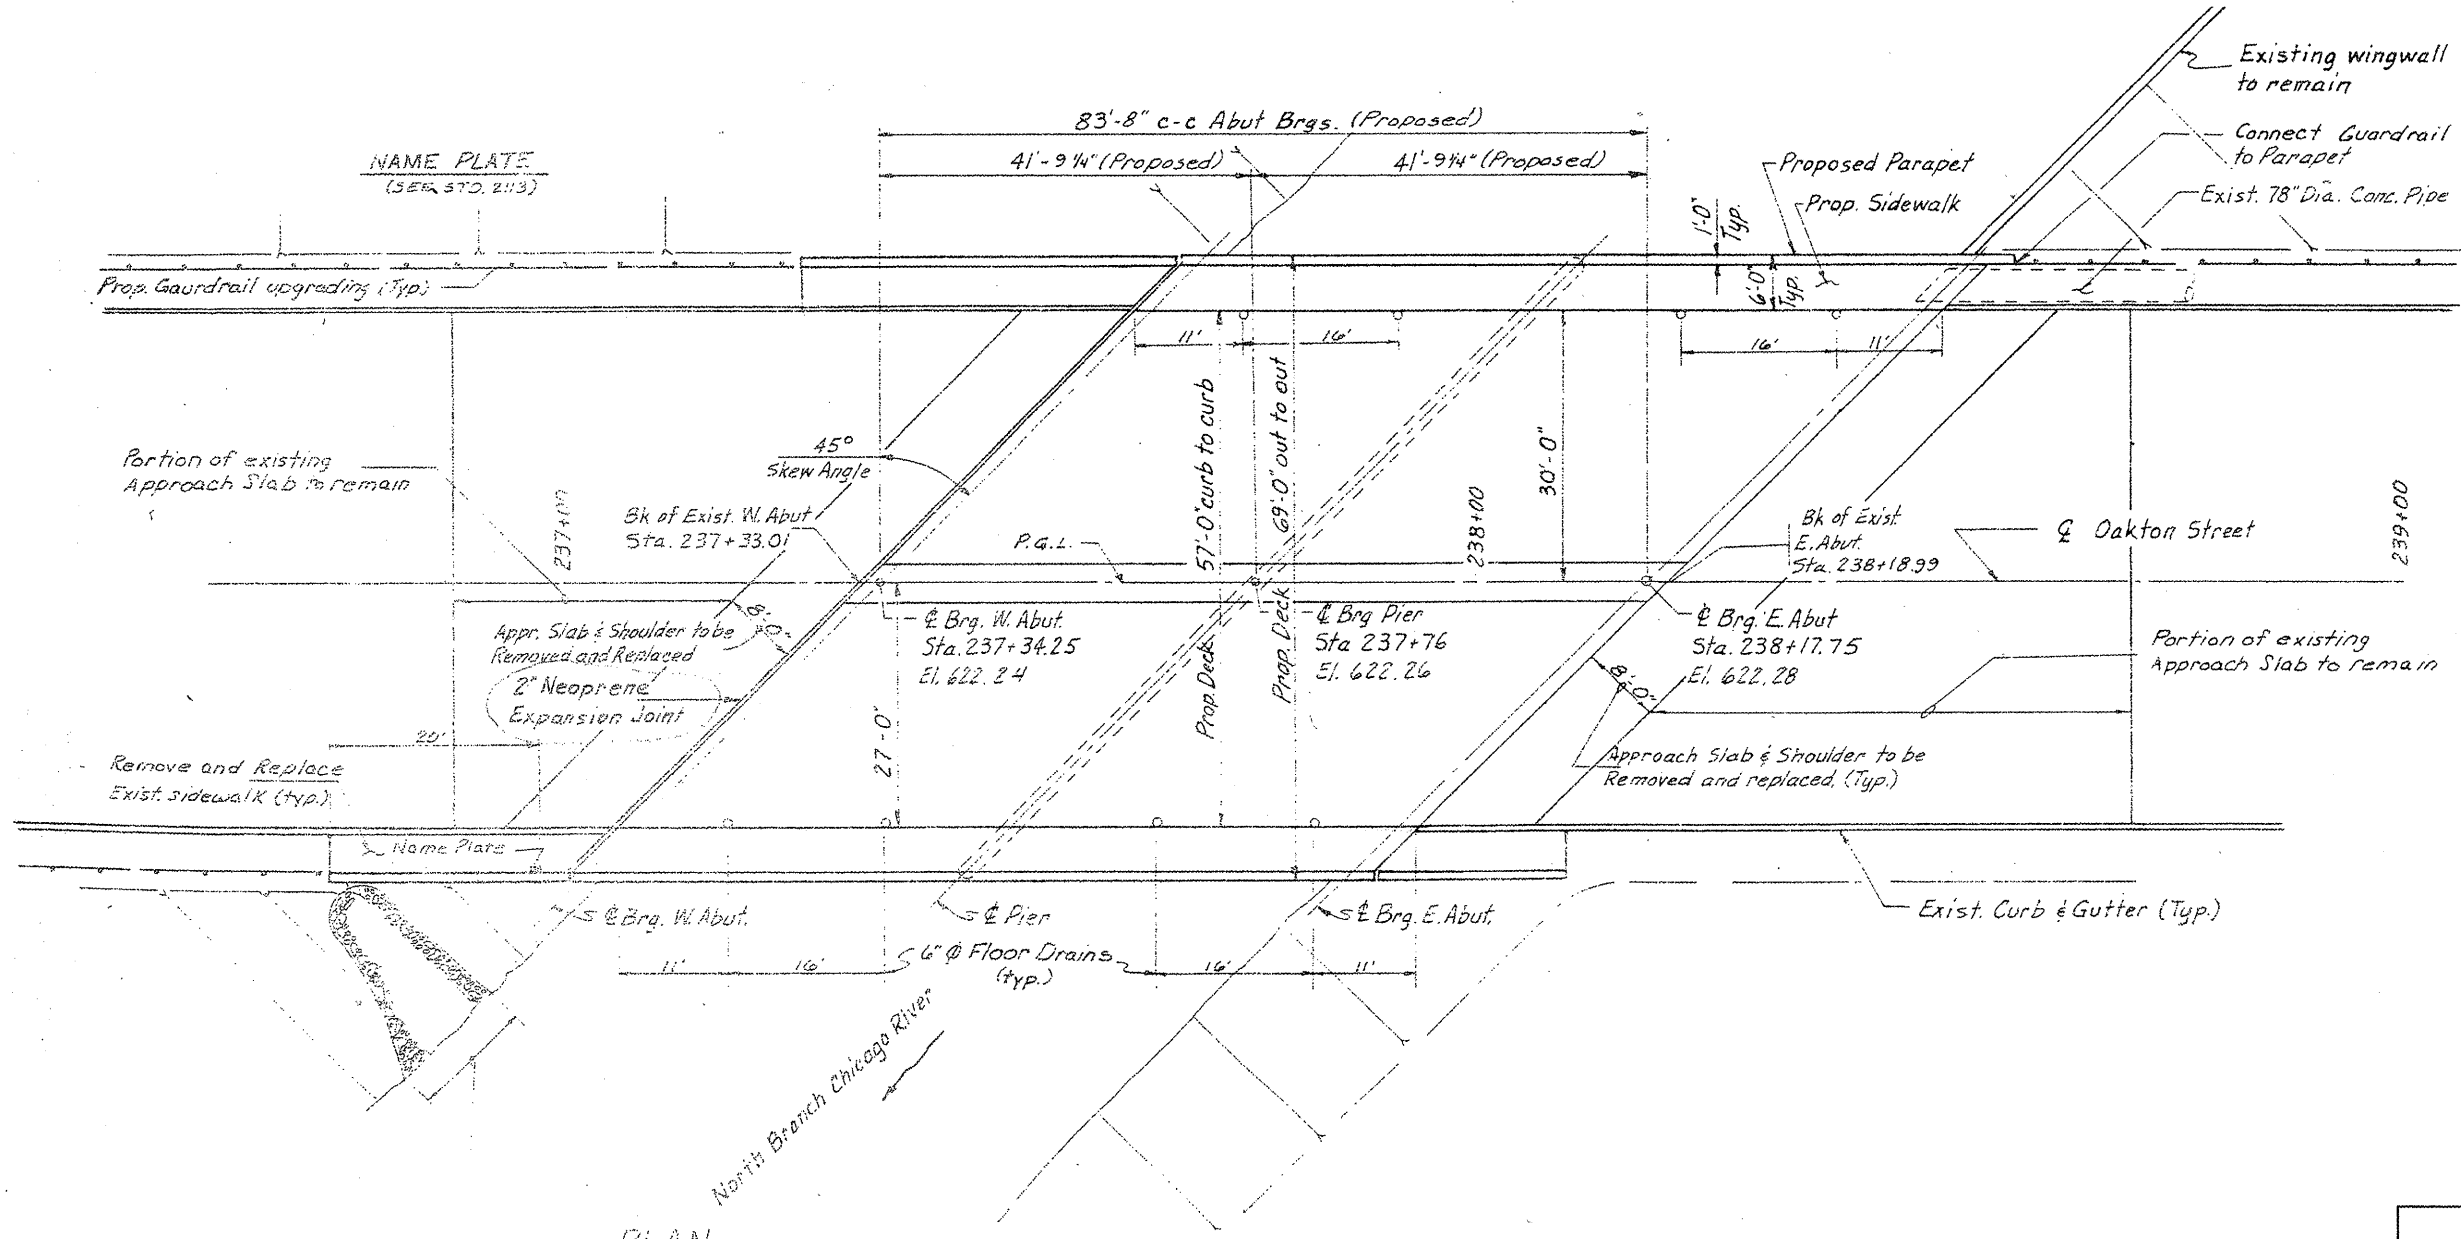 Existing wingwall
to remain
83'-8" c-c Abut Brgs. (Proposed)
Connect Guardrail
to Parapet
NAME PLATE
(SEE STD. 2113)
41'-9 1/4" (Proposed)
41'-9 1/4" (Proposed)
Proposed Parapet
Prop. Sidewalk
Exist. 78" Dia. Conc. Pipe
1'-0"
Typ.
6'-0"
Typ.
Prop. Gaurdrail upgrading (Typ)
11'
16'
16'
11'
57'-0" curb to curb
Prop. Deck
69'-0" out to out
Prop. Deck
30'-0"
45°
Skew Angle
Portion of existing
Approach Slab to remain
237+00
238+00
239+00
Bk of Exist. W. Abut
Sta. 237+33.01
P.G.L.
Bk of Exist.
E. Abut.
Sta. 238+18.99
℄ Oakton Street
8'-0"
Appr. Slab & Shoulder to be
Removed and Replaced
℄ Brg. W. Abut.
Sta. 237+34.25
El. 622.24
℄ Brg Pier
Sta 237+76
El. 622.26
℄ Brg. E. Abut
Sta. 238+17.75
El. 622.28
Portion of existing
Approach Slab to remain
2" Neoprene
Expansion Joint
8'-0"
20'
27'-0"
Remove and Replace
Exist. sidewalk (typ.)
Approach Slab & Shoulder to be
Removed and replaced, (Typ.)
Name Plate
℄ Brg. W. Abut.
℄ Pier
℄ Brg. E. Abut.
Exist. Curb & Gutter (Typ.)
11'
16'
6" Φ Floor Drains
(typ.)
16'
11'
North Branch Chicago River
PLAN